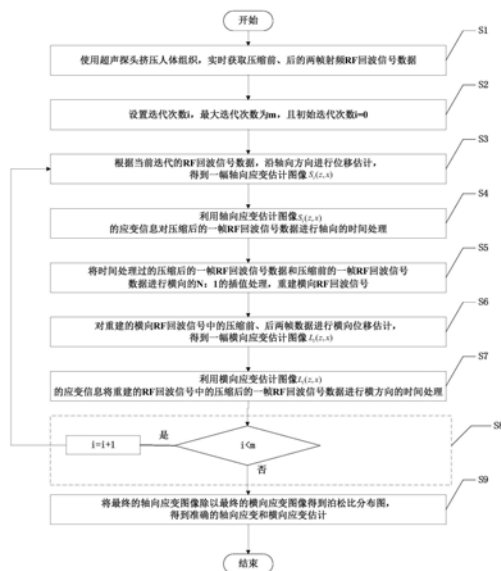 开始
S1
使用超声探头挤压人体组织，实时获取压缩前、后的两帧射频RF回波信号数据
S2
设置迭代次数i，最大迭代次数为m，且初始迭代次数i=0
S3
根据当前迭代的RF回波信号数据，沿轴向方向进行位移估计，
得到一幅轴向应变估计图像 Si(z,x)
S4
利用轴向应变估计图像Si(z,x)
的应变信息对压缩后的一帧RF回波信号数据进行轴向的时间处理
S5
将时间处理过的压缩后的一帧RF回波信号数据和压缩前的一帧RF回波信号
数据进行横向的N：1的插值处理，重建横向RF回波信号
S6
对重建的横向RF回波信号中的压缩前、后两帧数据进行横向位移估计，
得到一幅横向应变估计图像 Li(z,x)
S7
利用横向应变估计图像Li(z,x)
的应变信息将重建的RF回波信号中的压缩后的一帧RF回波信号数据进行横方向的时间处理
S8
i=i+1
是
i<m
否
S9
将最终的轴向应变图像除以最终的横向应变图像得到泊松比分布图，
得到准确的轴向应变和横向应变估计
结束